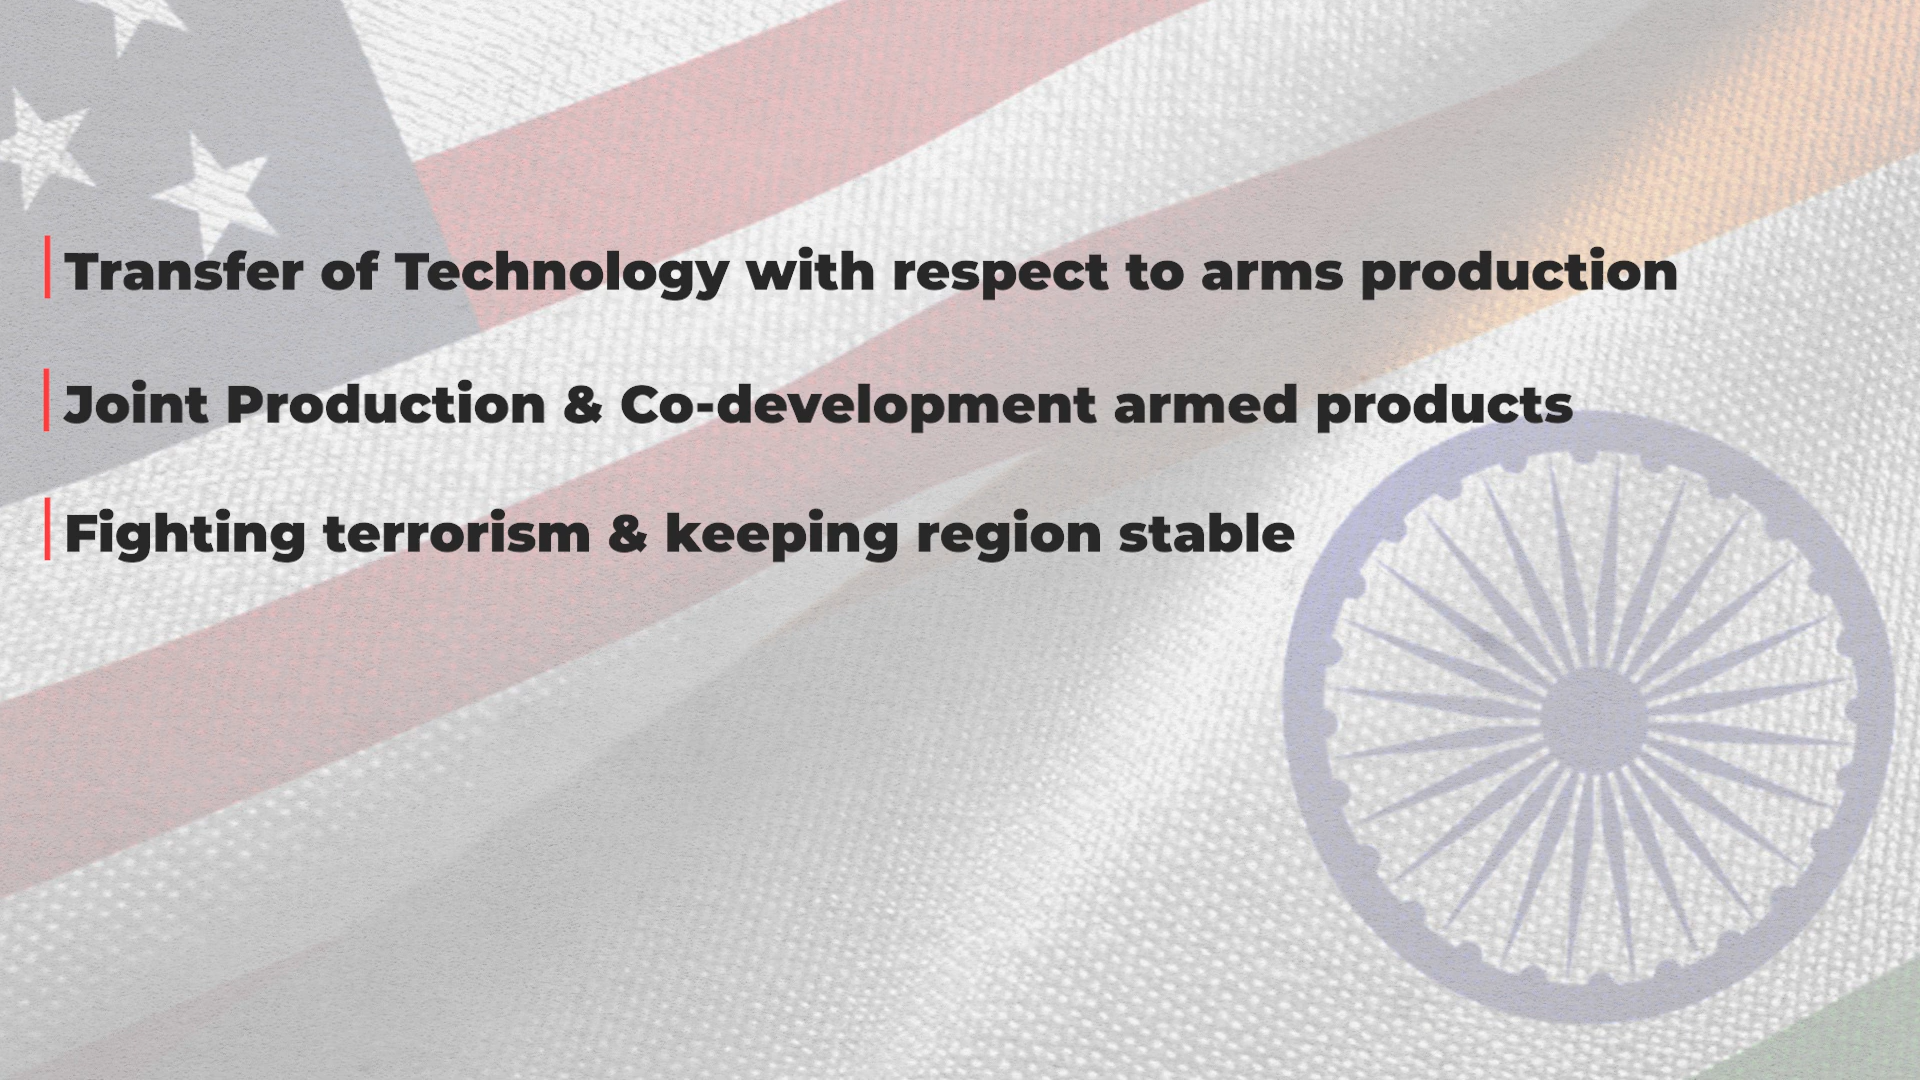 Transfer of Technology with respect to arms production
Joint Production & Co-development armed products
Fighting terrorism & keeping region stable